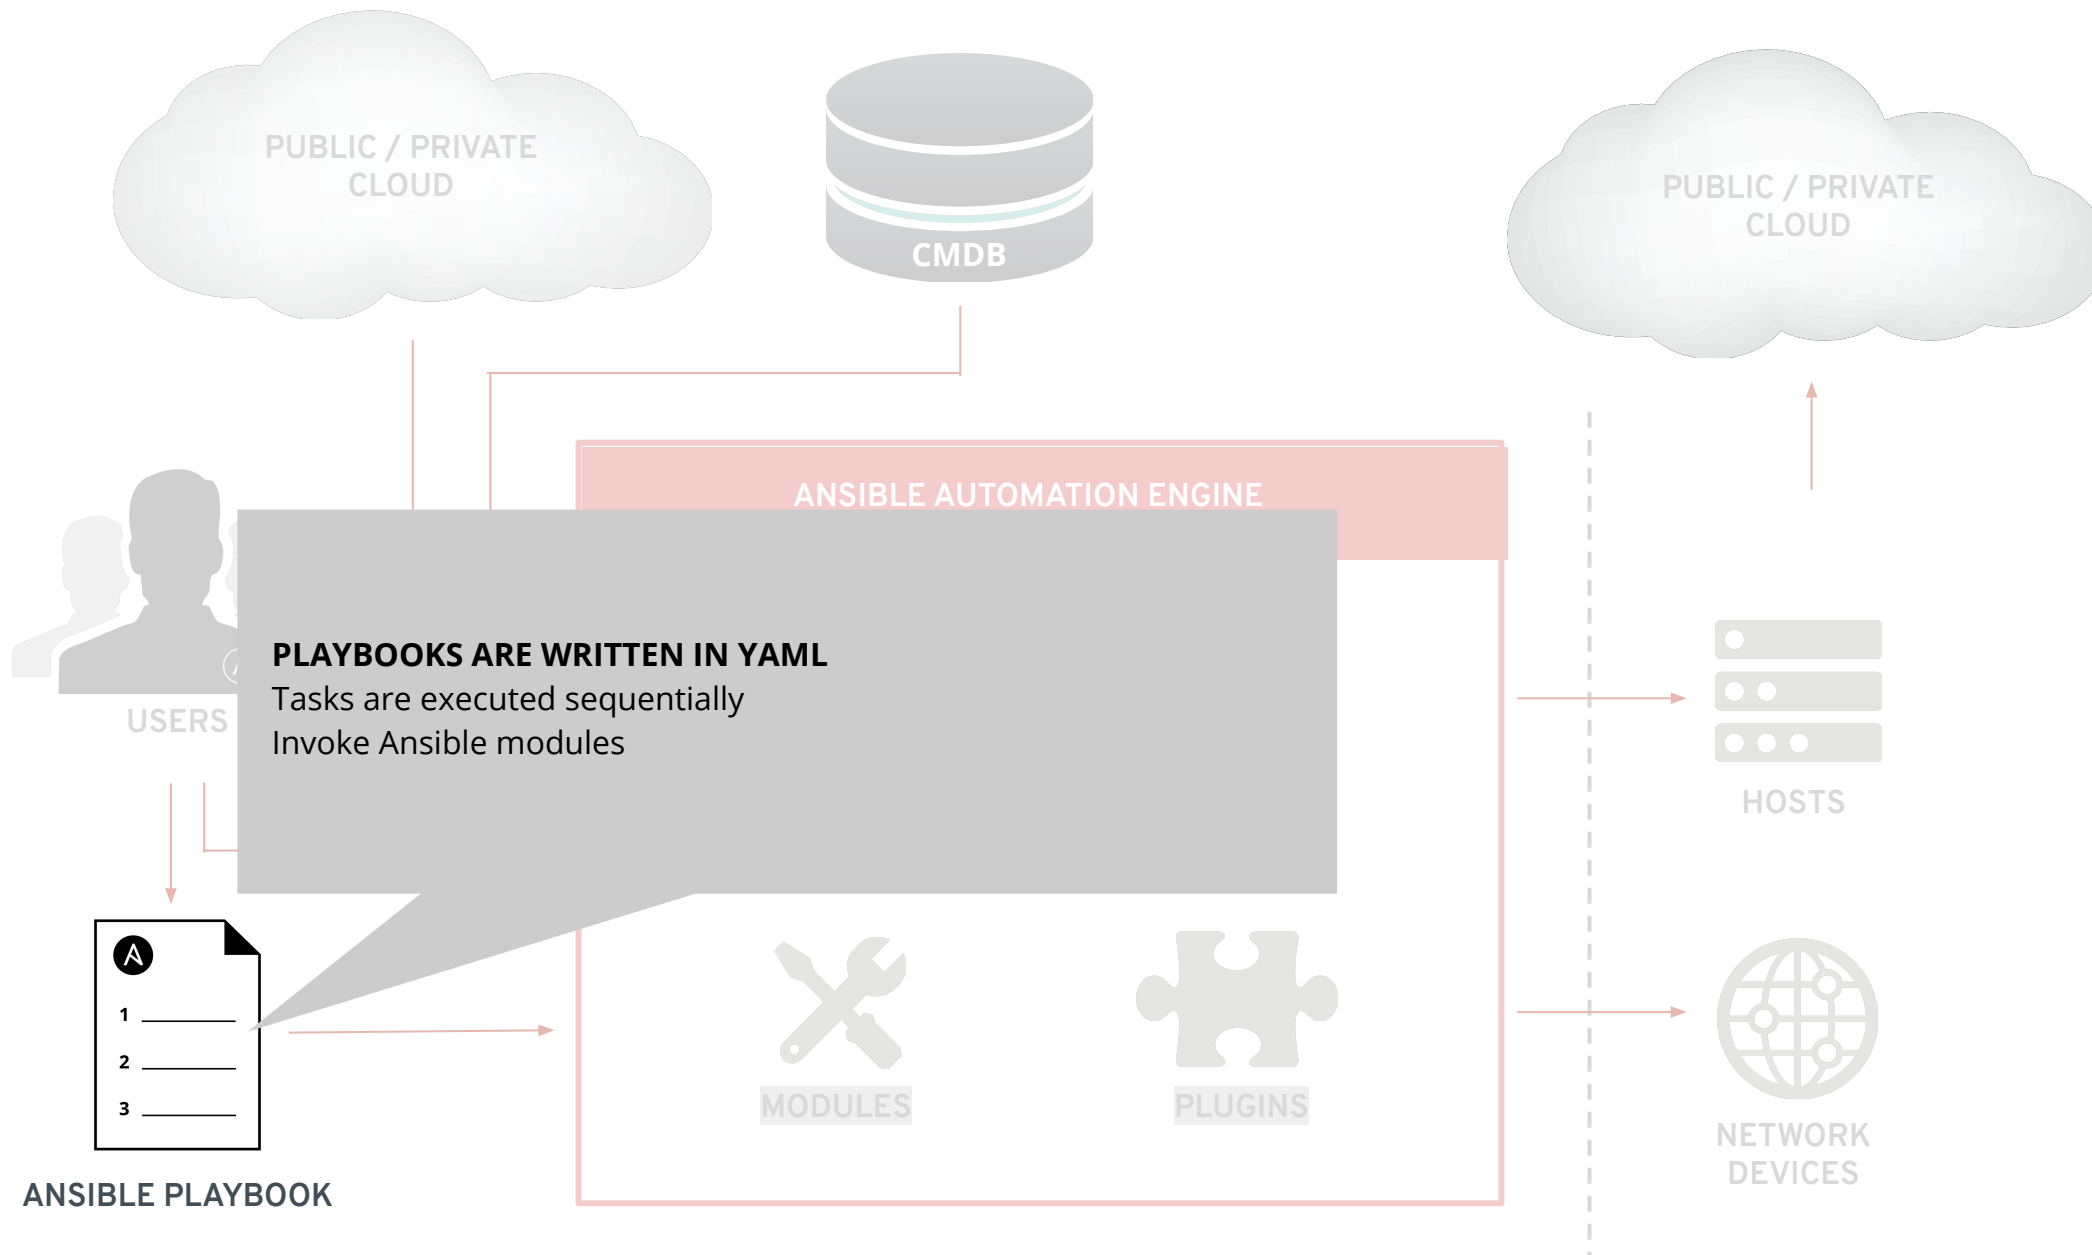 PUBLIC / PRIVATE
CLOUD
CMDB
PUBLIC / PRIVATE
CLOUD
ANSIBLE AUTOMATION ENGINE
USERS
PLAYBOOKS ARE WRITTEN IN YAML
Tasks are executed sequentially
Invoke Ansible modules
HOSTS
1
2
3
ANSIBLE PLAYBOOK
MODULES
PLUGINS
NETWORK
DEVICES